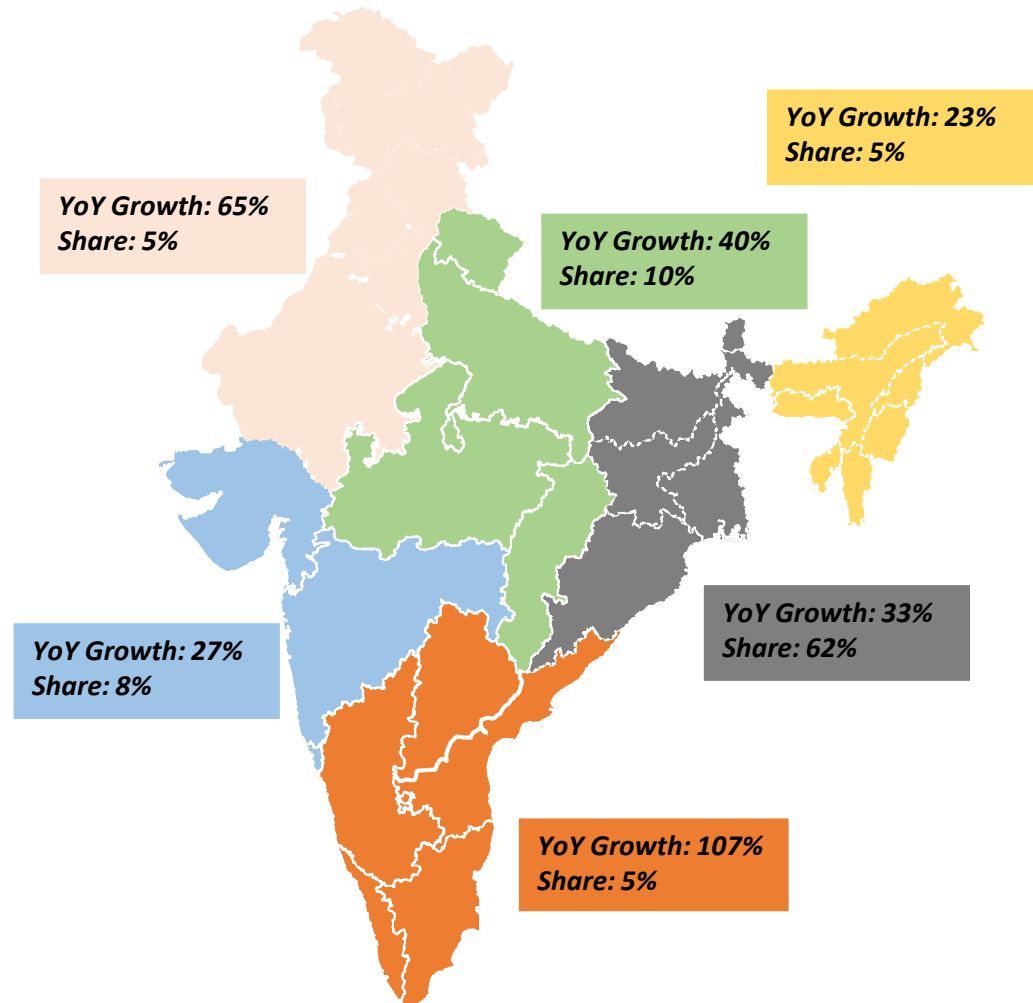 YoY Growth: 23%
Share: 5%
YoY Growth: 65%
Share: 5%
YoY Growth: 40%
Share: 10%
YoY Growth: 33%
Share: 62%
YoY Growth: 27%
Share: 8%
YoY Growth: 107%
Share: 5%